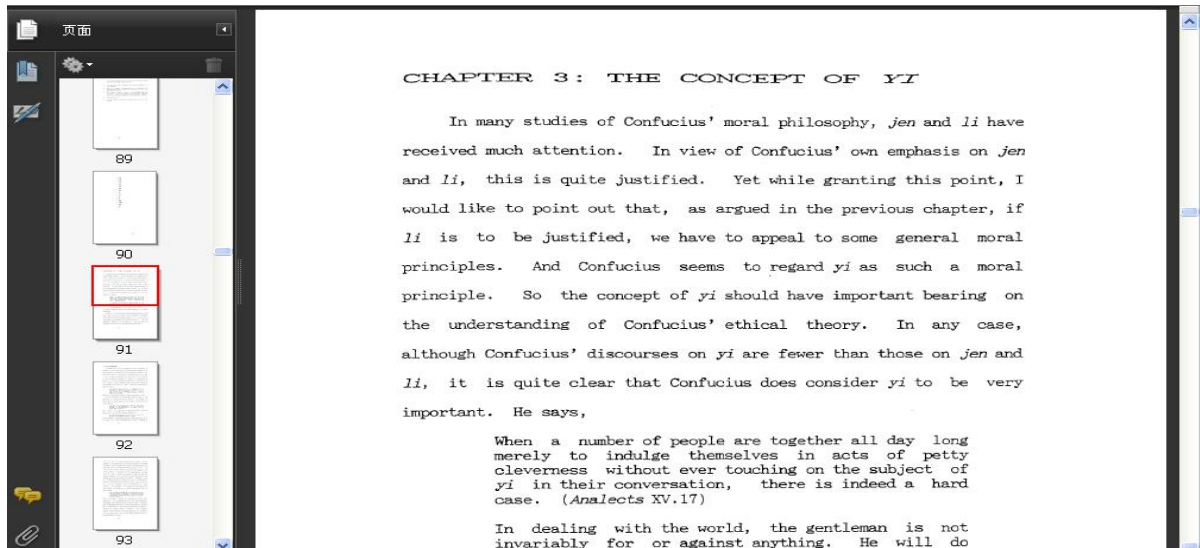 页面
89
90
91
92
93
CHAPTER 3: THE CONCEPT OF YI
In many studies of Confucius' moral philosophy, jen and li have
received much attention. In view of Confucius' own emphasis on jen
and li, this is quite justified. Yet while granting this point, I
would like to point out that, as argued in the previous chapter, if
li is to be justified, we have to appeal to some general moral
principles. And Confucius seems to regard yi as such a moral
principle. So the concept of yi should have important bearing on
the understanding of Confucius' ethical theory. In any case,
although Confucius' discourses on yi are fewer than those on jen and
li, it is quite clear that Confucius does consider yi to be very
important. He says,
When a number of people are together all day long
merely to indulge themselves in acts of petty
cleverness without ever touching on the subject of
yi in their conversation, there is indeed a hard
case. (Analects XV.17)
In dealing with the world, the gentleman is not
invariably for or against anything. He will do